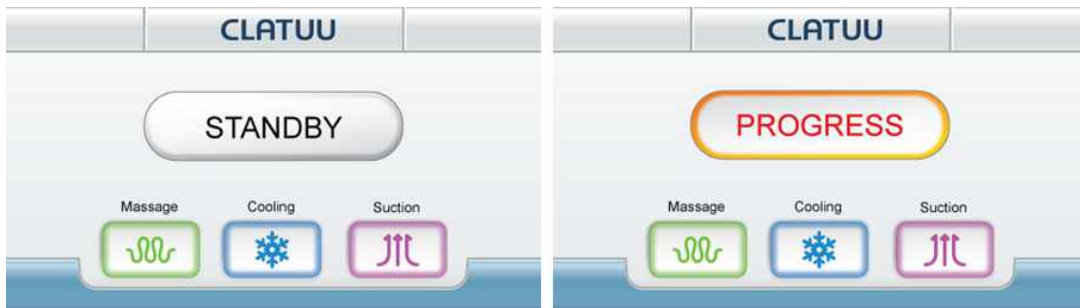 CLATUU
STANDBY
Massage Cooling Suction
CLATUU
PROGRESS
Massage Cooling Suction